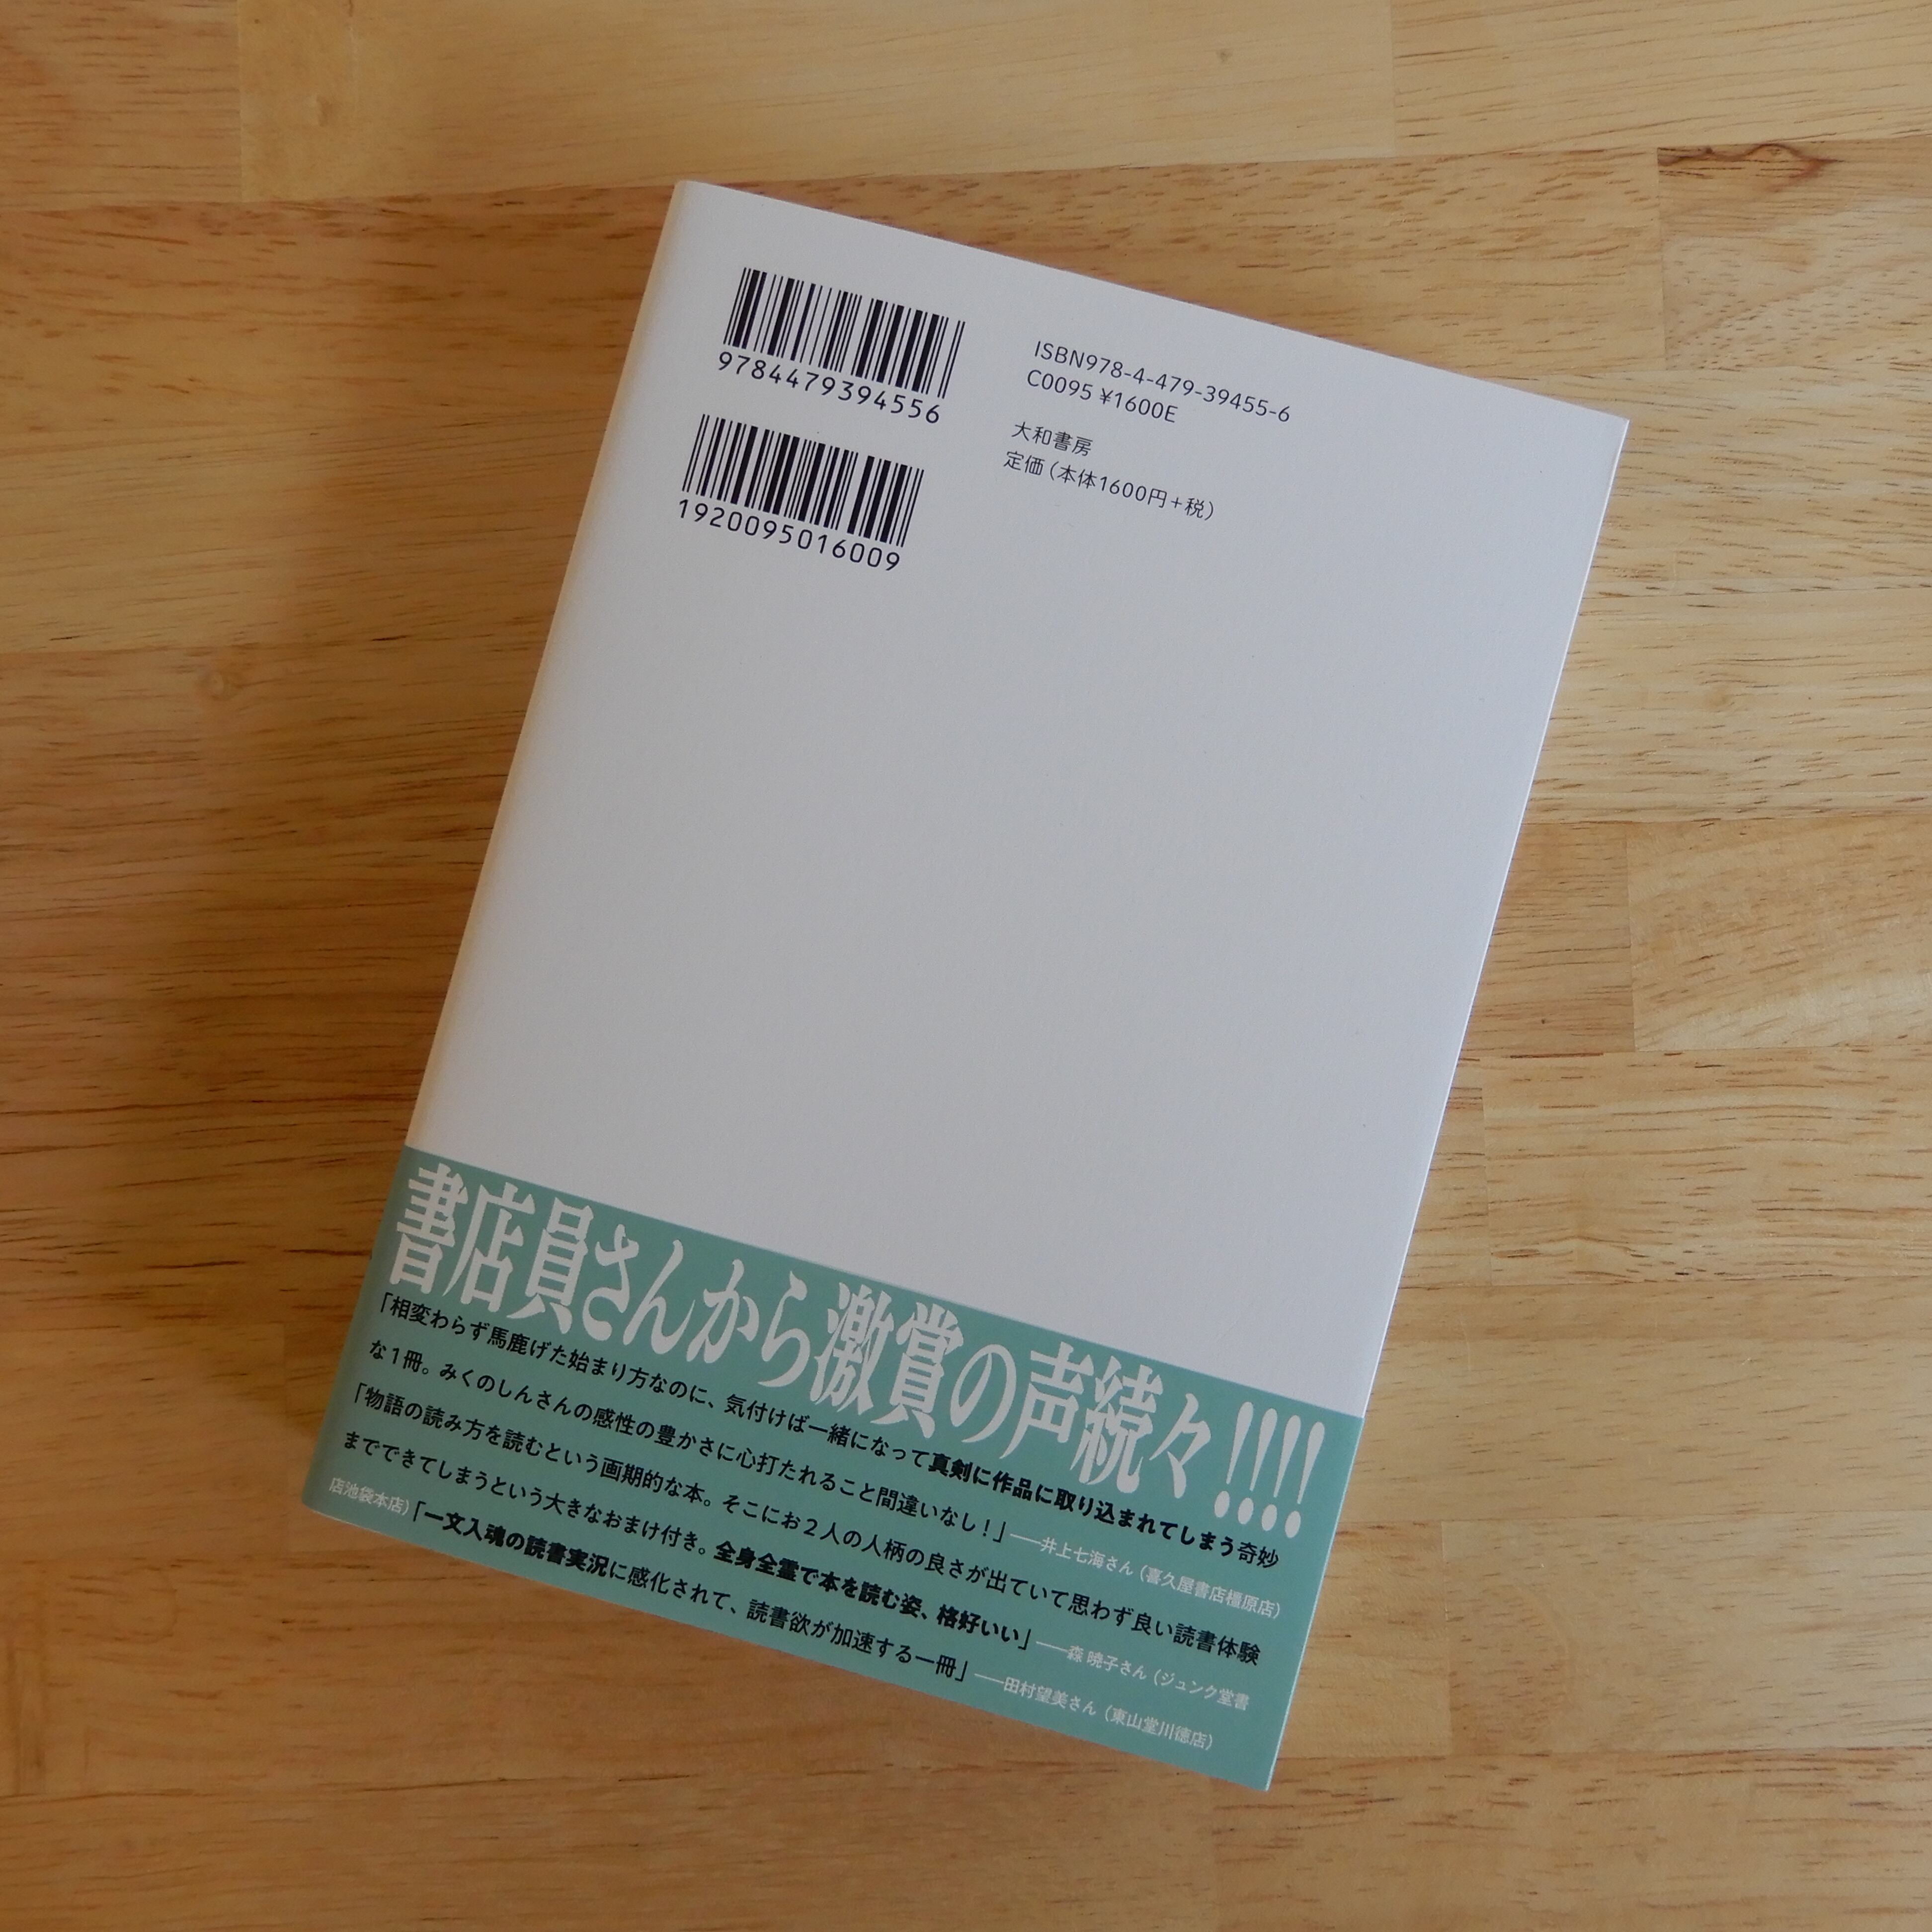 9784479394556
1920095016009
ISBN978-4-479-39455-6
C0095 ¥1600E
大和書房
定価(本体1600円+税)
書店員さんから激賞の声続々!!!!
「相変わらず馬鹿げた始まり方なのに、気付けば一緒になって真剣に作品に取り込まれてしまう奇妙
な1冊。みくのしんさんの感性の豊かさに心打たれること間違いなし!」──井上七海さん(喜久屋書店橿原店)
「物語の読み方を読むという画期的な本。そこにお2人の人柄の良さが出ていて思わず良い読書体験
までできてしまうという大きなおまけ付き。全身全霊で本を読む姿、格好いい」──森 暁子さん(ジュンク堂書
店池袋本店)「一文入魂の読書実況に感化されて、読書欲が加速する一冊」──田村望美さん(東山堂川徳店)